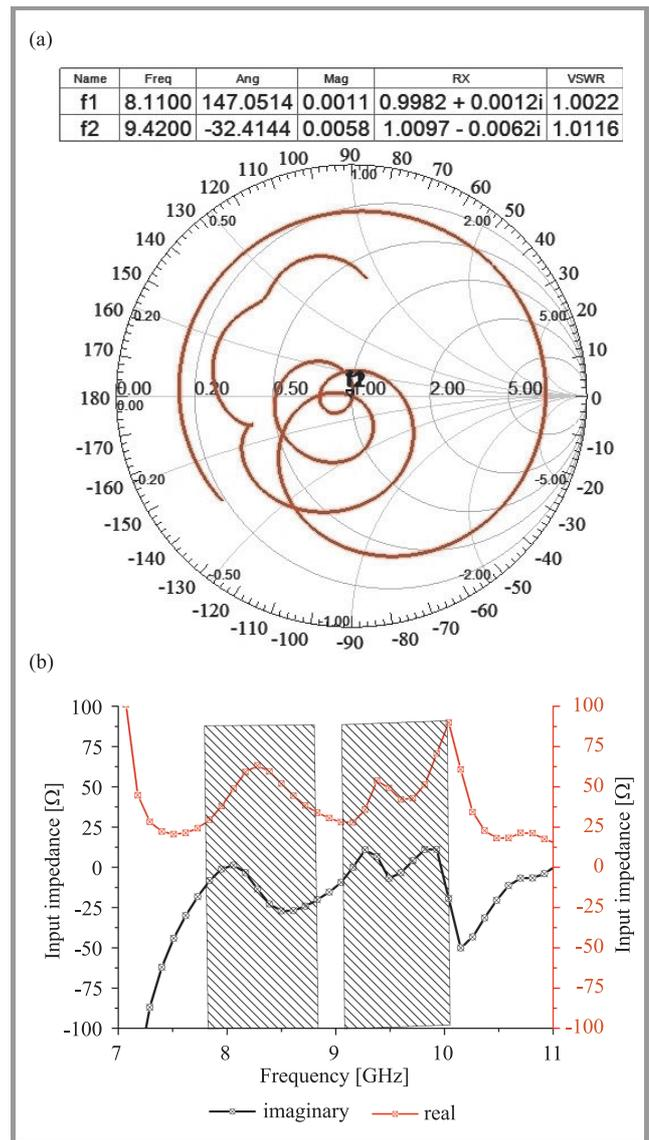 (a)
Name Freq Ang Mag RX VSWR
f1 8.1100 147.0514 0.0011 0.9982 + 0.0012i 1.0022
f2 9.4200 -32.4144 0.0058 1.0097 - 0.0062i 1.0116
90
100 80
110 1.00 70
120 60
130 0.50 2.00 50
140 40
150 30
160 0.20 5.00 20
170 10
180 0.00 0.20 0.50 1.00 2.00 5.00 0
0.00
-170 -10
-160 -0.20 -5.00 -20
-150 -30
-140 -40
-130 -0.50 -2.00 -50
-120 -60
-110 -1.00 -70
-100 -90 -80
(b)
100 100
75 75
50 50
25 25
0 0
-25 -25
-50 -50
-75 -75
-100 -100
Input impedance [Ω]
Input impedance [Ω]
7 8 9 10 11
Frequency [GHz]
imaginary real